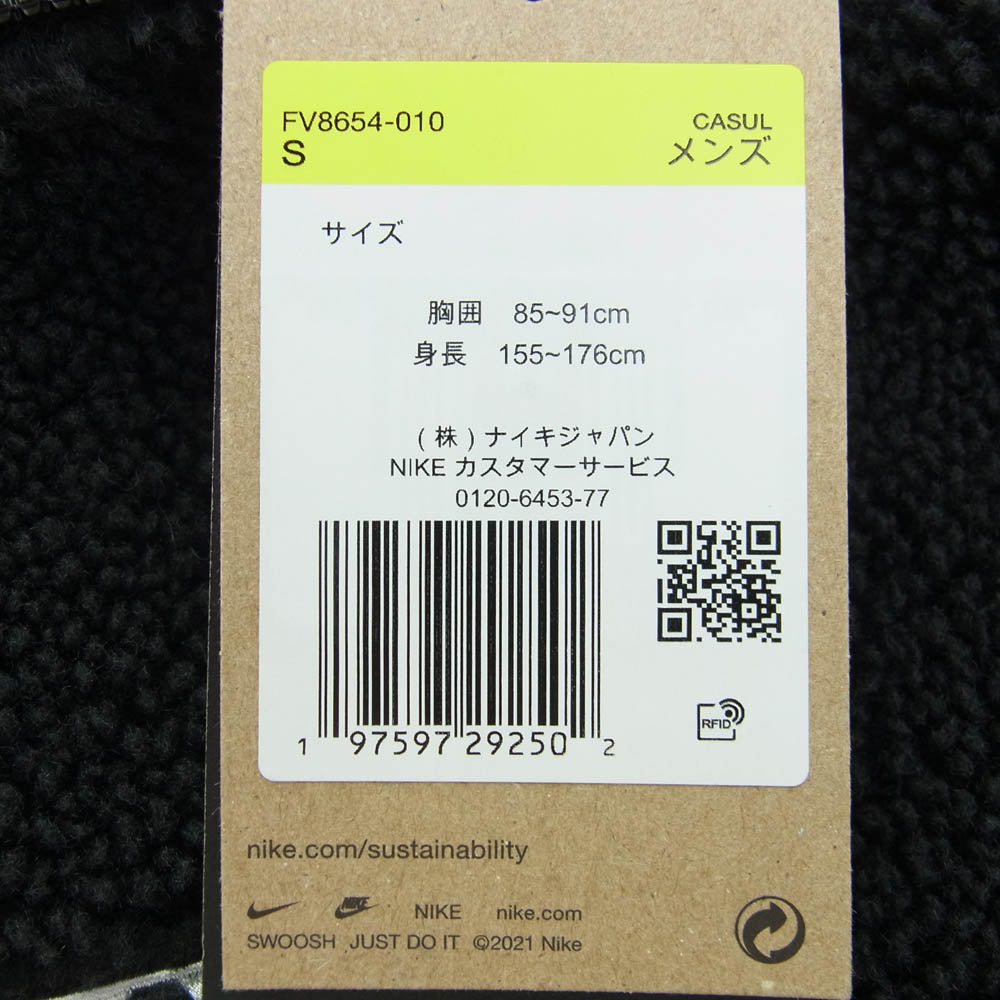 FV8654-010
CASUL
S
メンズ
サイズ
胸囲 85~91cm
身長 155~176cm
(株)ナイキジャパン
NIKE カスタマーサービス
0120-6453-77
1 97597 29250 2
RFID
nike.com/sustainability
NIKE NIKE nike.com
SWOOSH JUST DO IT ©2021 Nike